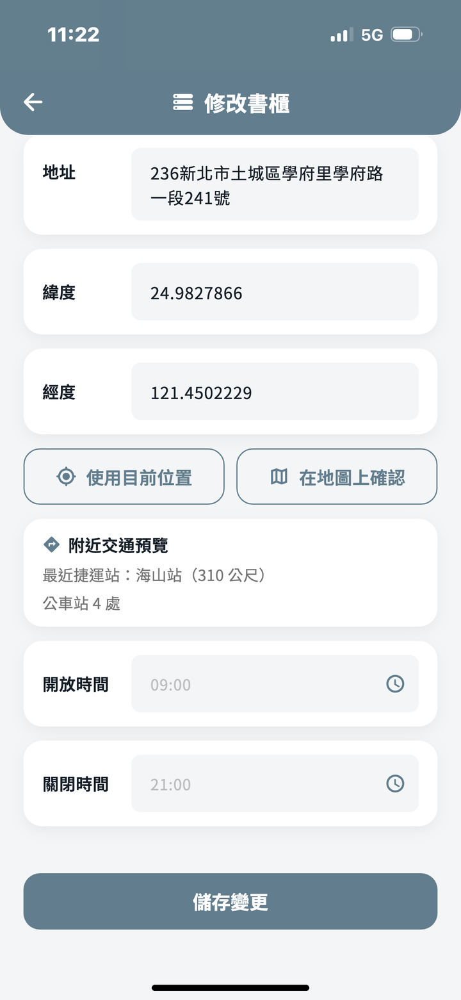 11:22
5G
修改書櫃
地址
236新北市土城區學府里學府路
一段241號
緯度
24.9827866
經度
121.4502229
使用目前位置
在地圖上確認
附近交通預覽
最近捷運站：海山站（310 公尺）
公車站 4 處
開放時間
09:00
關閉時間
21:00
儲存變更